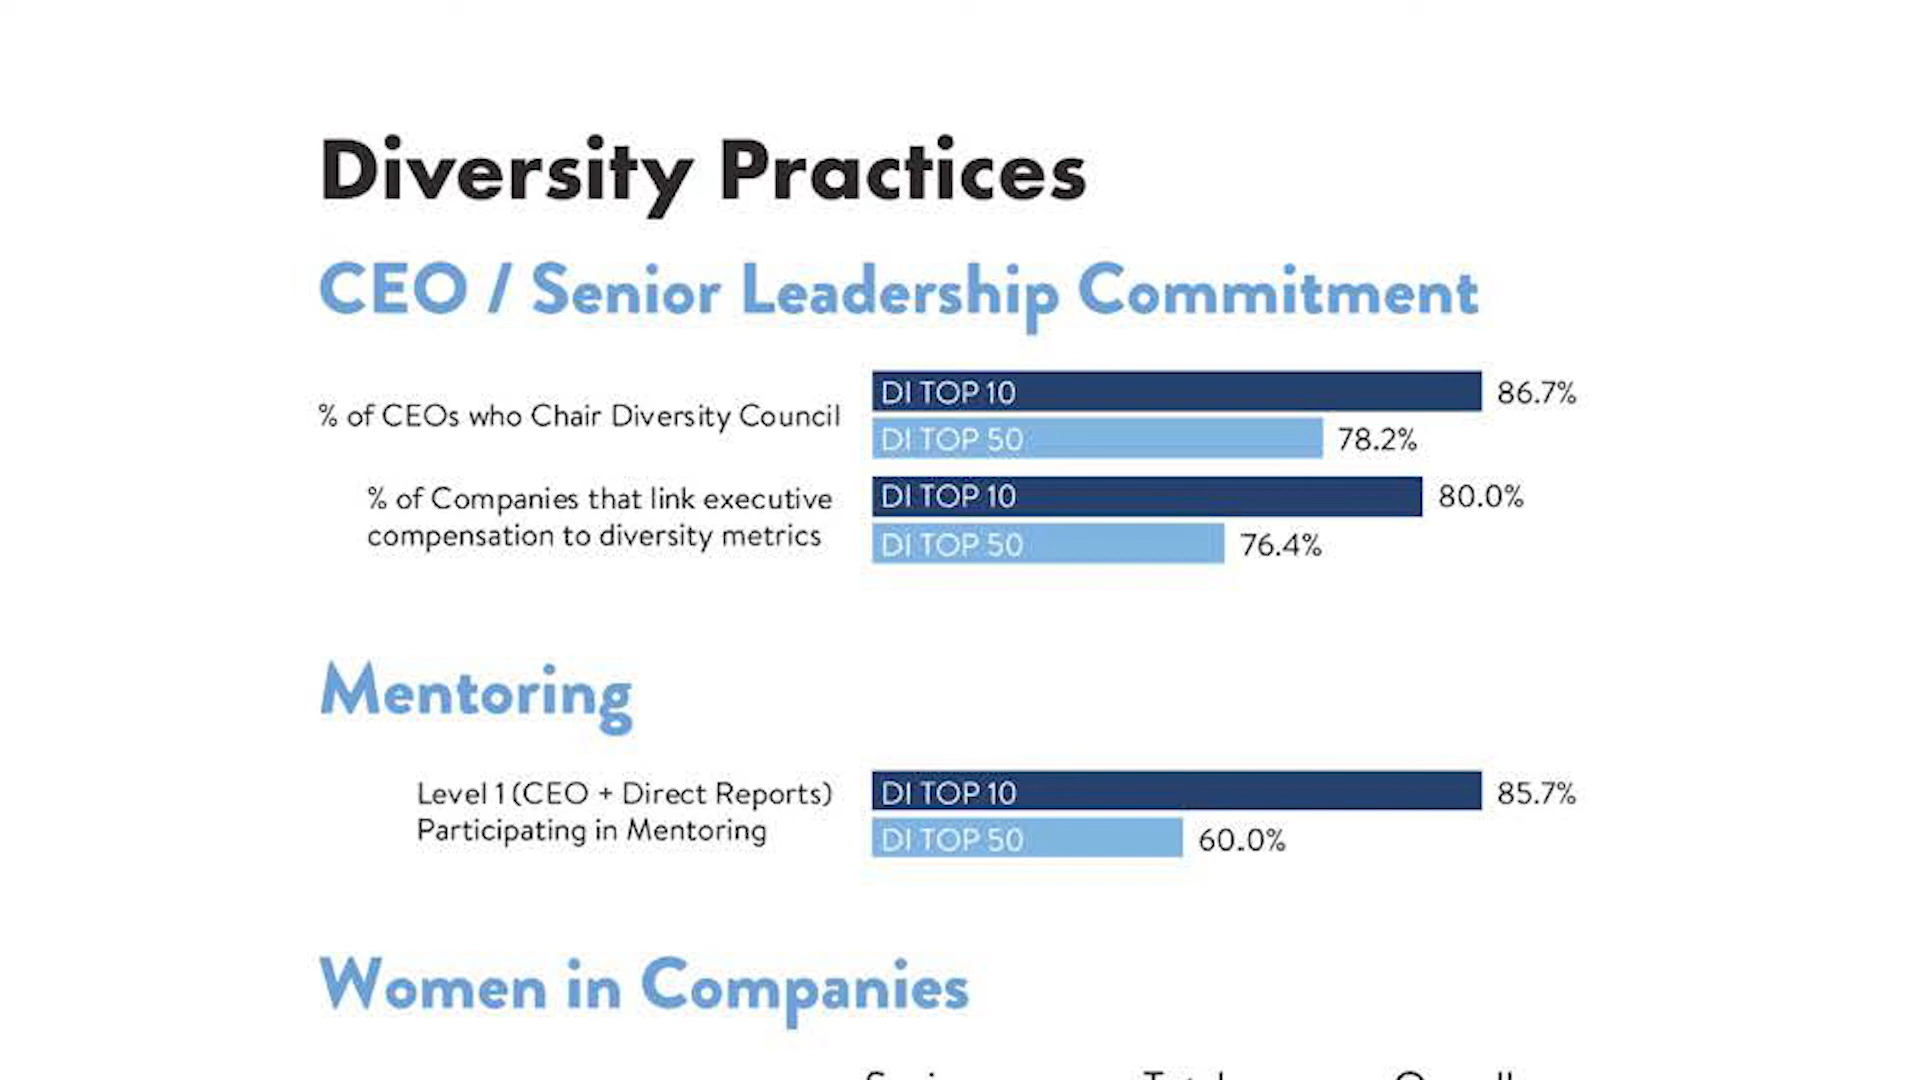 Diversity Practices
CEO / Senior Leadership Commitment
% of CEOs who Chair Diversity Council
DI TOP 10
86.7%
DI TOP 50
78.2%
% of Companies that link executive
compensation to diversity metrics
DI TOP 10
80.0%
DI TOP 50
76.4%
Mentoring
Level 1 (CEO + Direct Reports)
Participating in Mentoring
DI TOP 10
85.7%
DI TOP 50
60.0%
Women in Companies